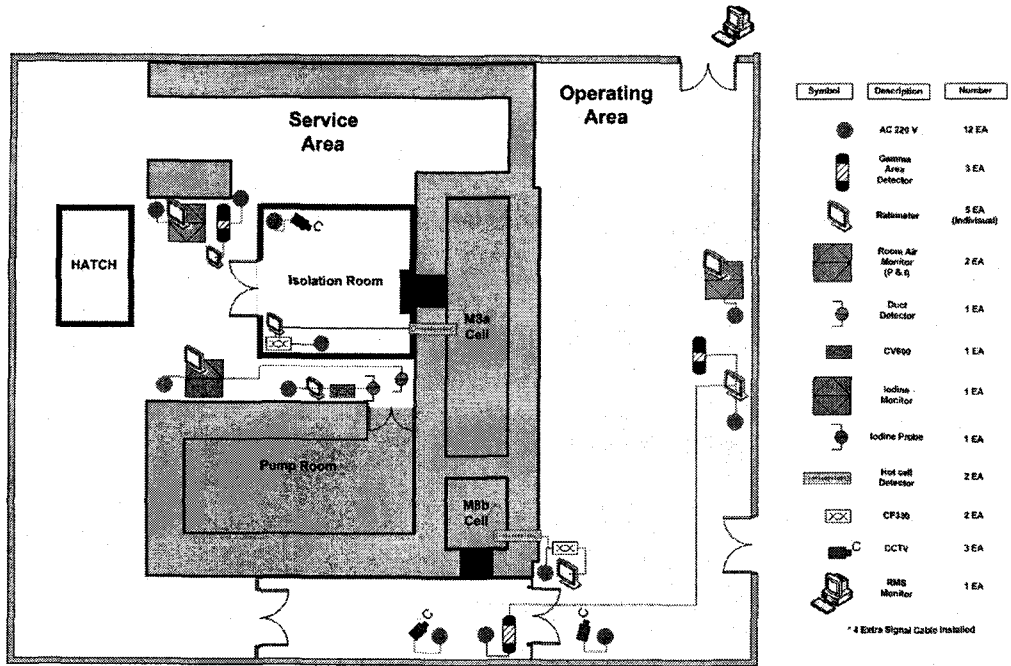 Service
Area
Operating
Area
HATCH
Isolation Room
M8a
Cell
Pump Room
M8b
Cell
Symbol Description Number
AC 220 V 12 EA
Gamma
Area
Detector
3 EA
Ratemeter 5 EA
(Indivisual)
Room Air
Monitor
(P & I)
2 EA
Duct
Detector
1 EA
CV600 1 EA
Iodine
Monitor
1 EA
Iodine Probe 1 EA
Hot cell
Detector
2 EA
2 EA
CCTV 3 EA
RMS
Monitor
1 EA
* 4 Extra Signal Cable Installed